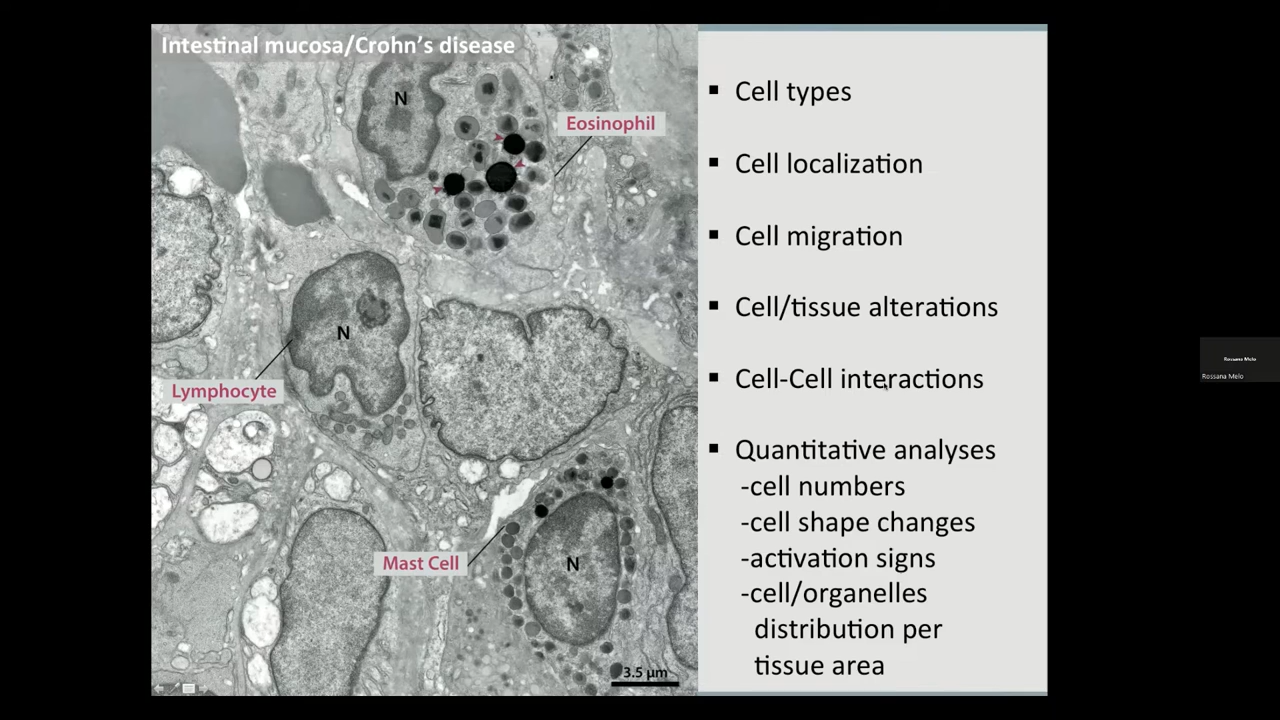 Intestinal mucosa/Crohn's disease
N
Eosinophil
N
Lymphocyte
Mast Cell
N
3.5 µm
▪ Cell types
▪ Cell localization
▪ Cell migration
▪ Cell/tissue alterations
▪ Cell-Cell interactions
▪ Quantitative analyses
-cell numbers
-cell shape changes
-activation signs
-cell/organelles
distribution per
tissue area
Rossana Melo
Rossana Melo